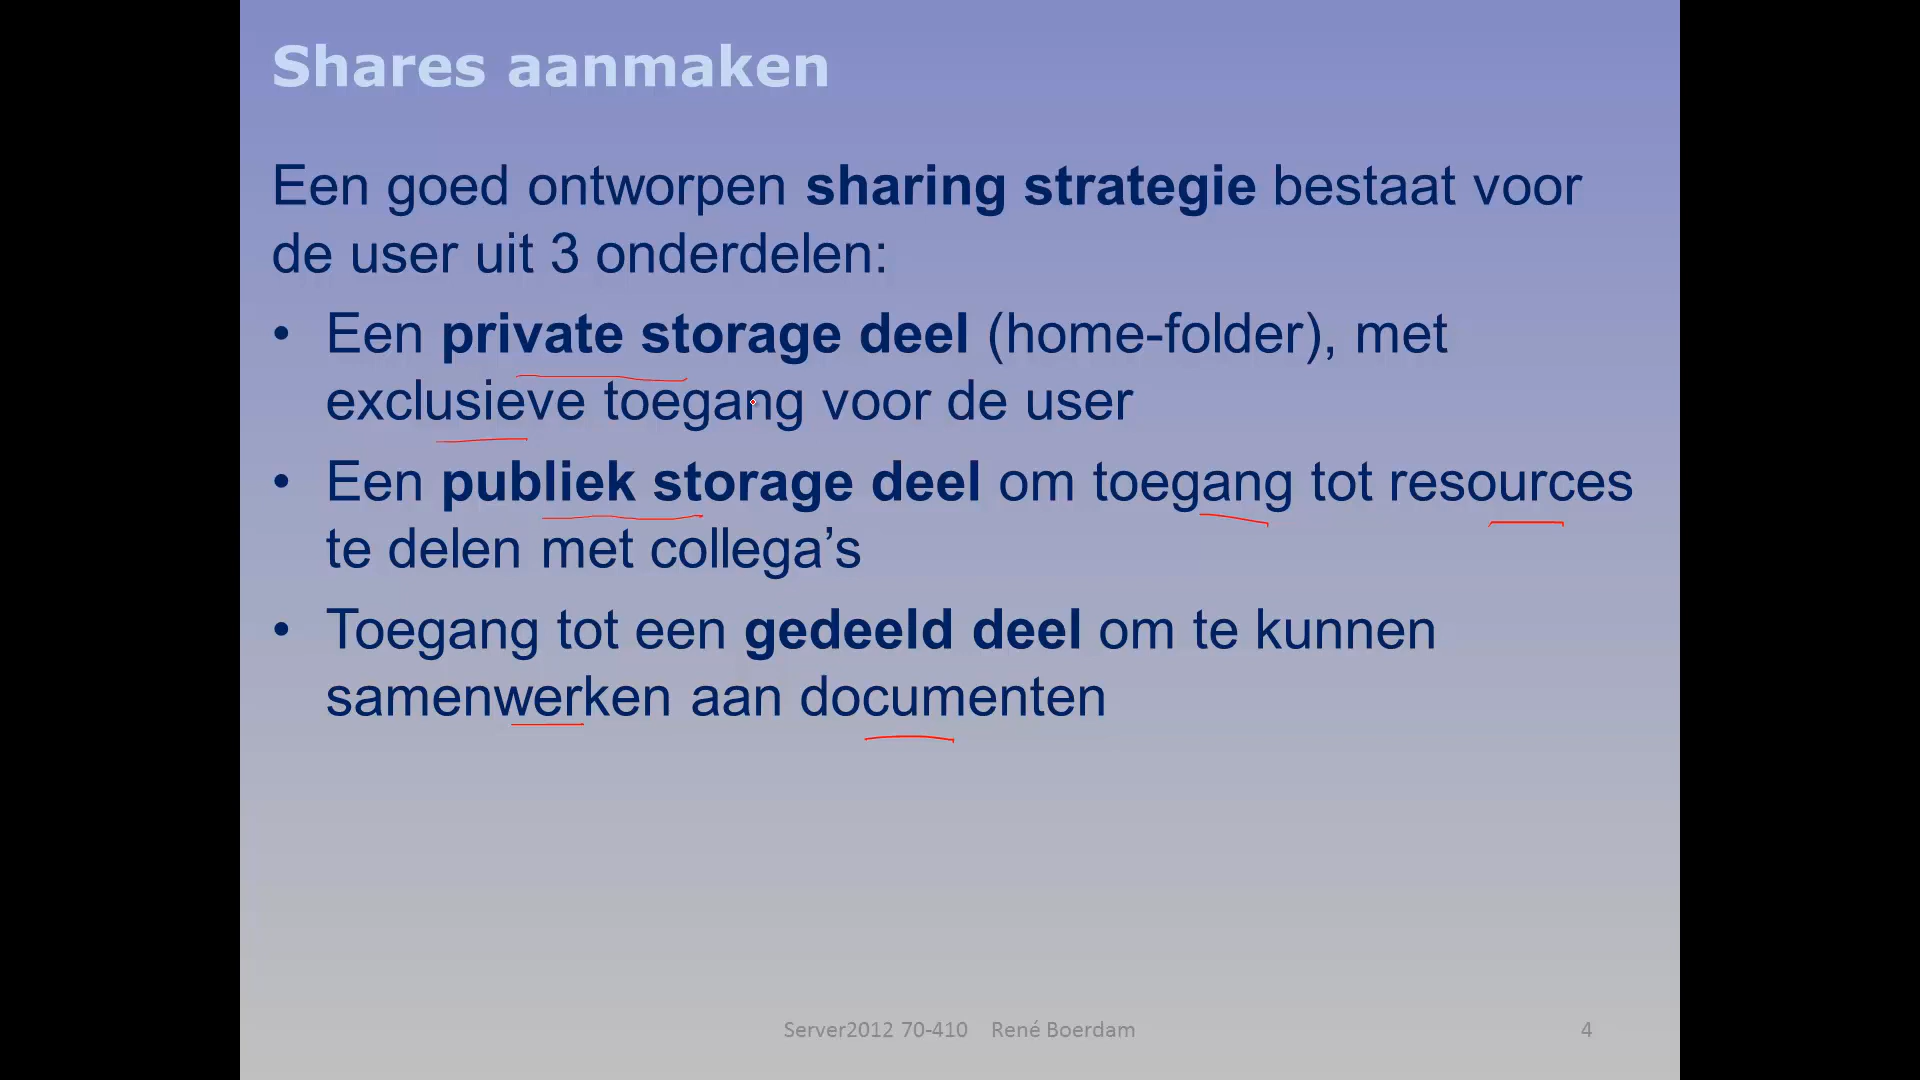 Shares aanmaken
Een goed ontworpen sharing strategie bestaat voor
de user uit 3 onderdelen:
• Een private storage deel (home-folder), met
exclusieve toegang voor de user
• Een publiek storage deel om toegang tot resources
te delen met collega’s
• Toegang tot een gedeeld deel om te kunnen
samenwerken aan documenten
Server2012 70-410 René Boerdam 4